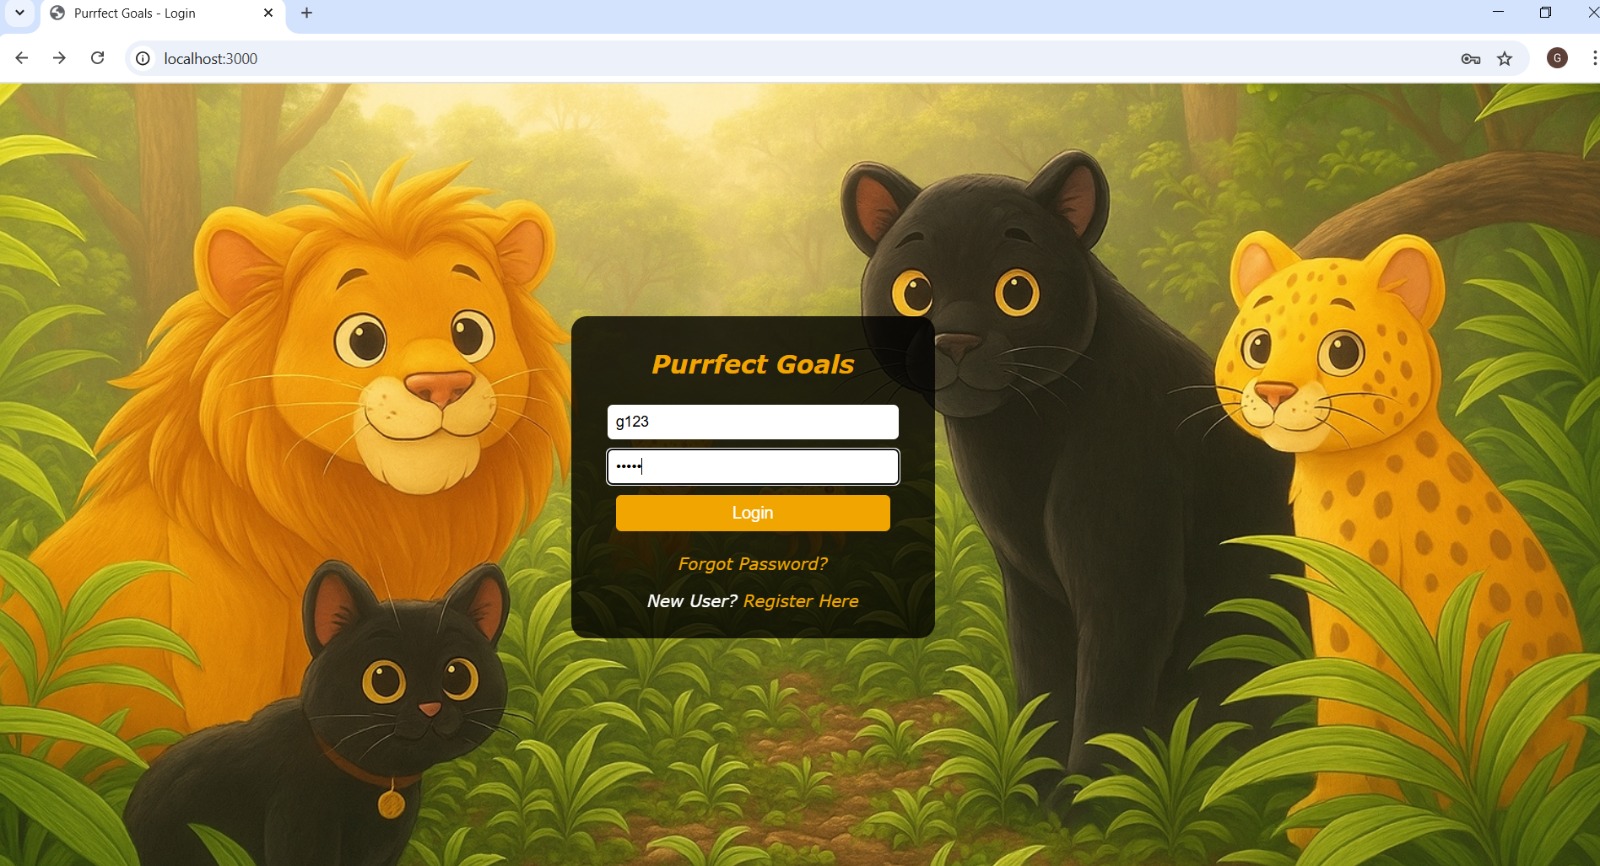 Purrfect Goals - Login
localhost:3000
G
Purrfect Goals
g123
•••••
Login
Forgot Password?
New User? Register Here